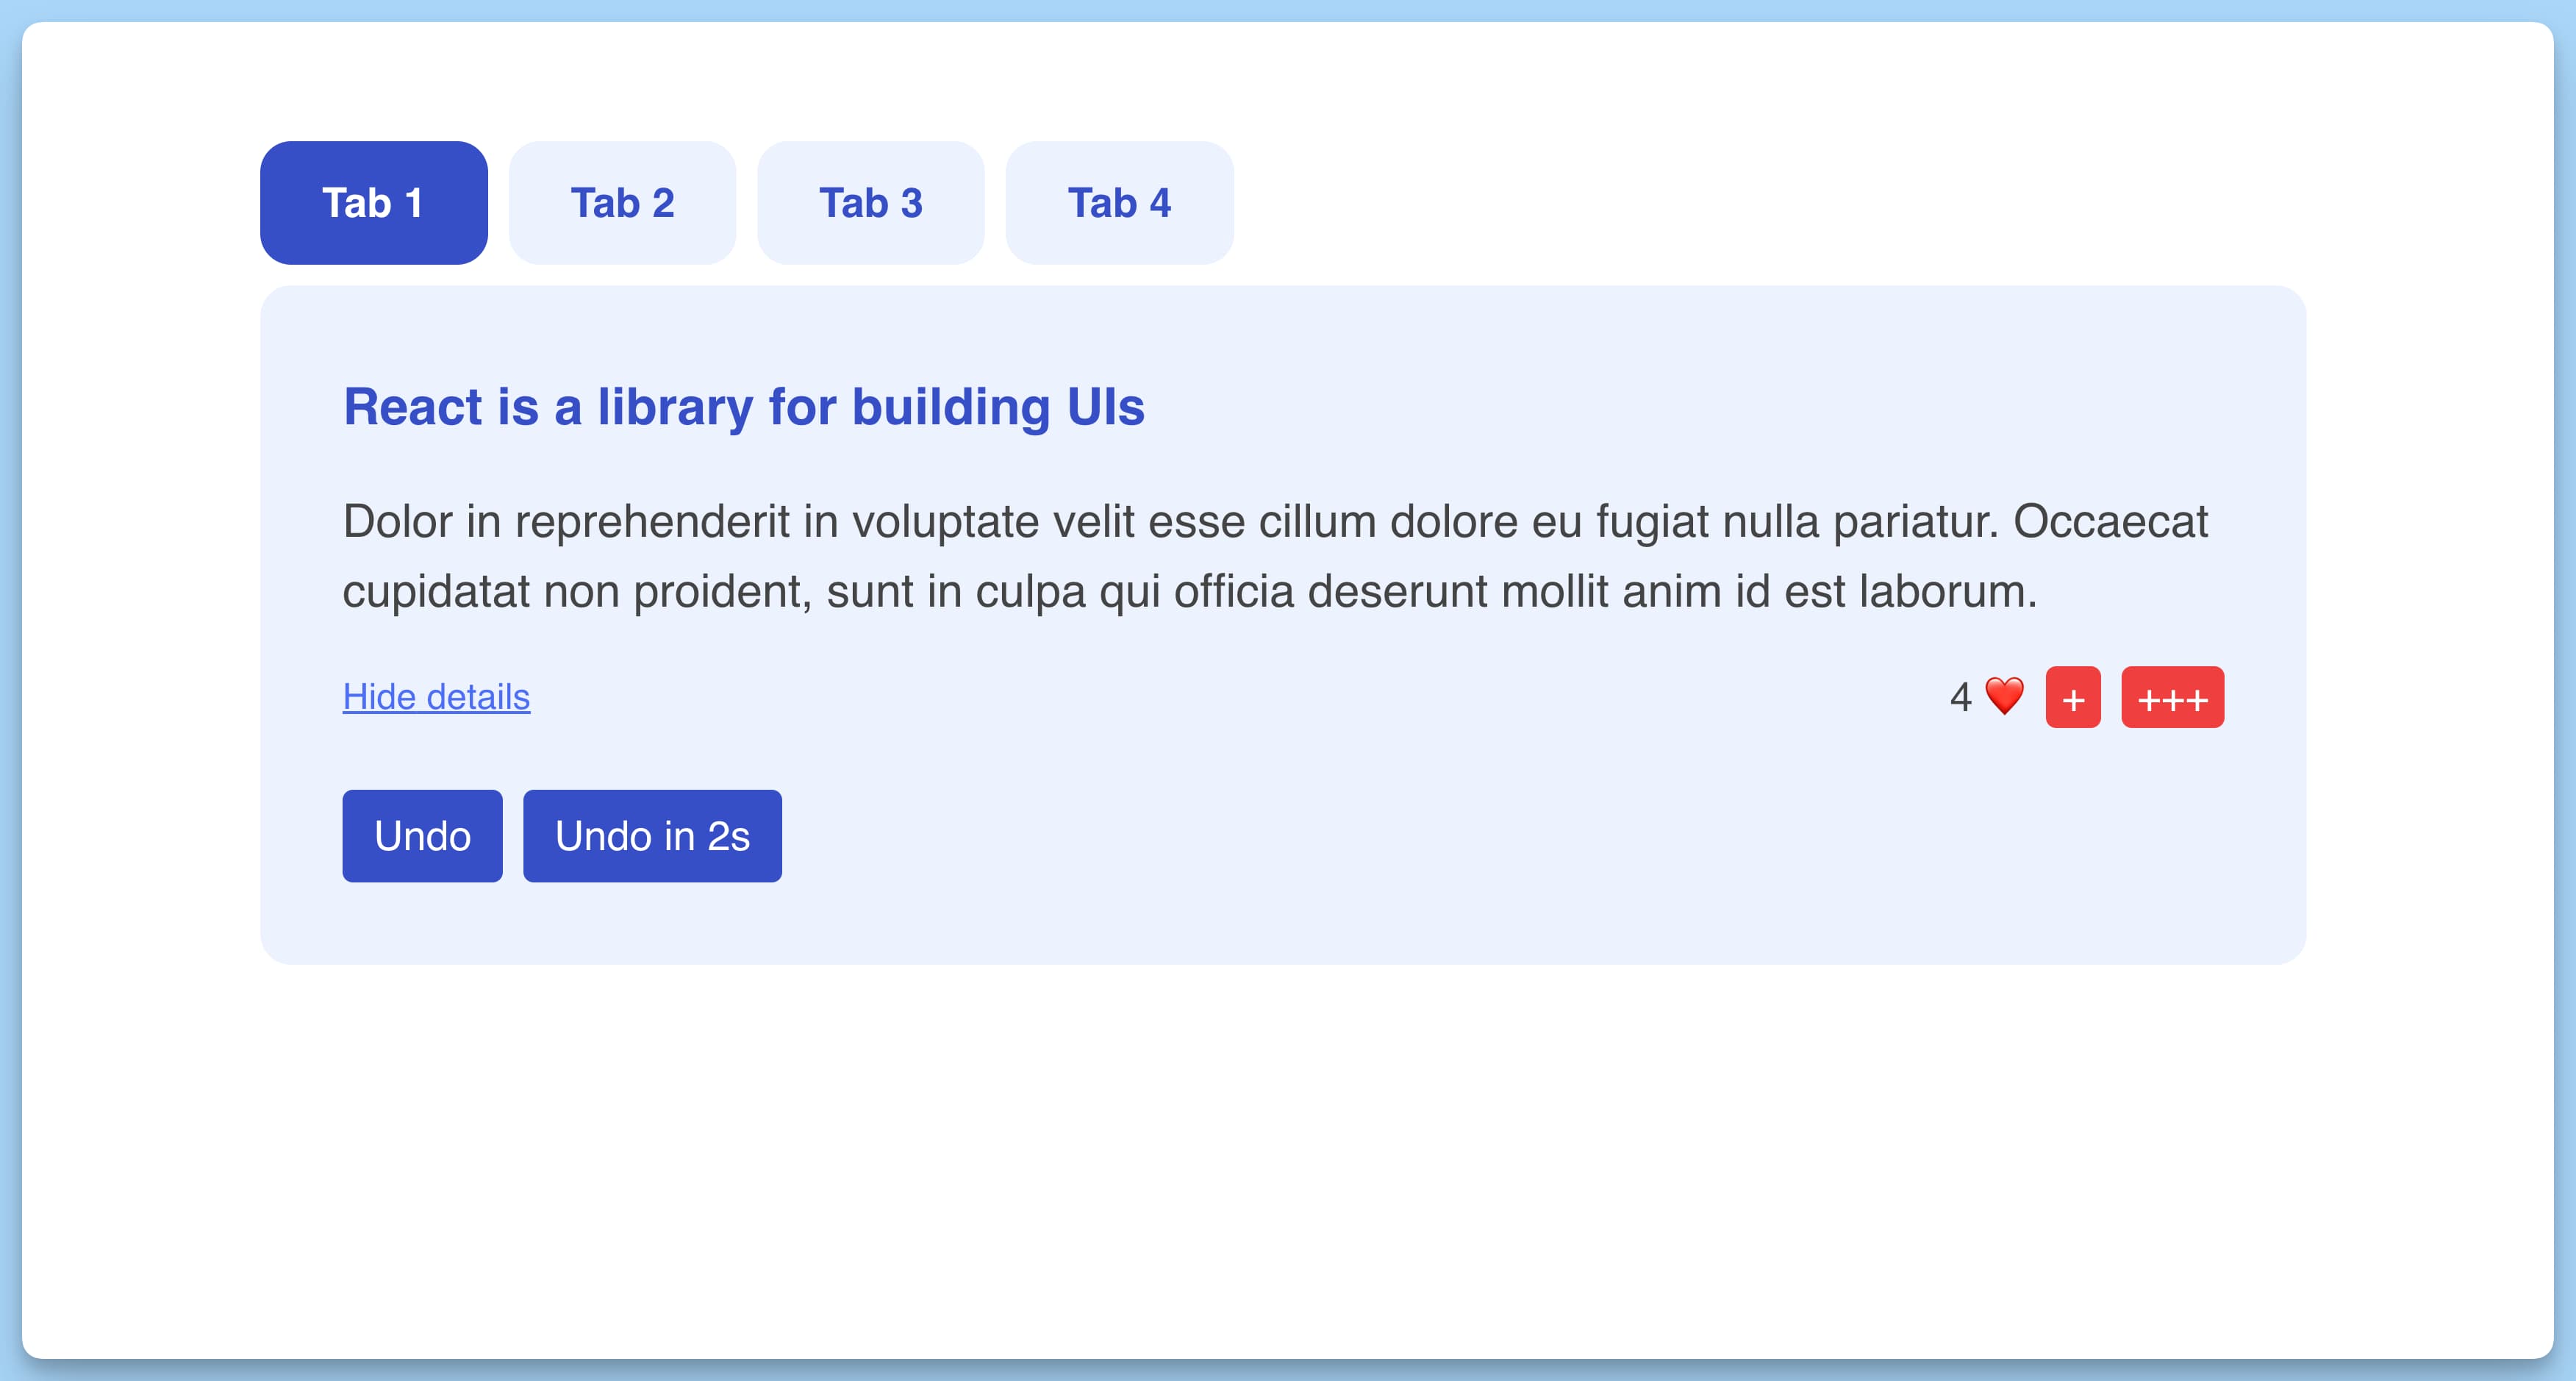 Tab 1 Tab 2 Tab 3 Tab 4
React is a library for building UIs
Dolor in reprehenderit in voluptate velit esse cillum dolore eu fugiat nulla pariatur. Occaecat
cupidatat non proident, sunt in culpa qui officia deserunt mollit anim id est laborum.
Hide details 4 ❤️ + +++
Undo Undo in 2s